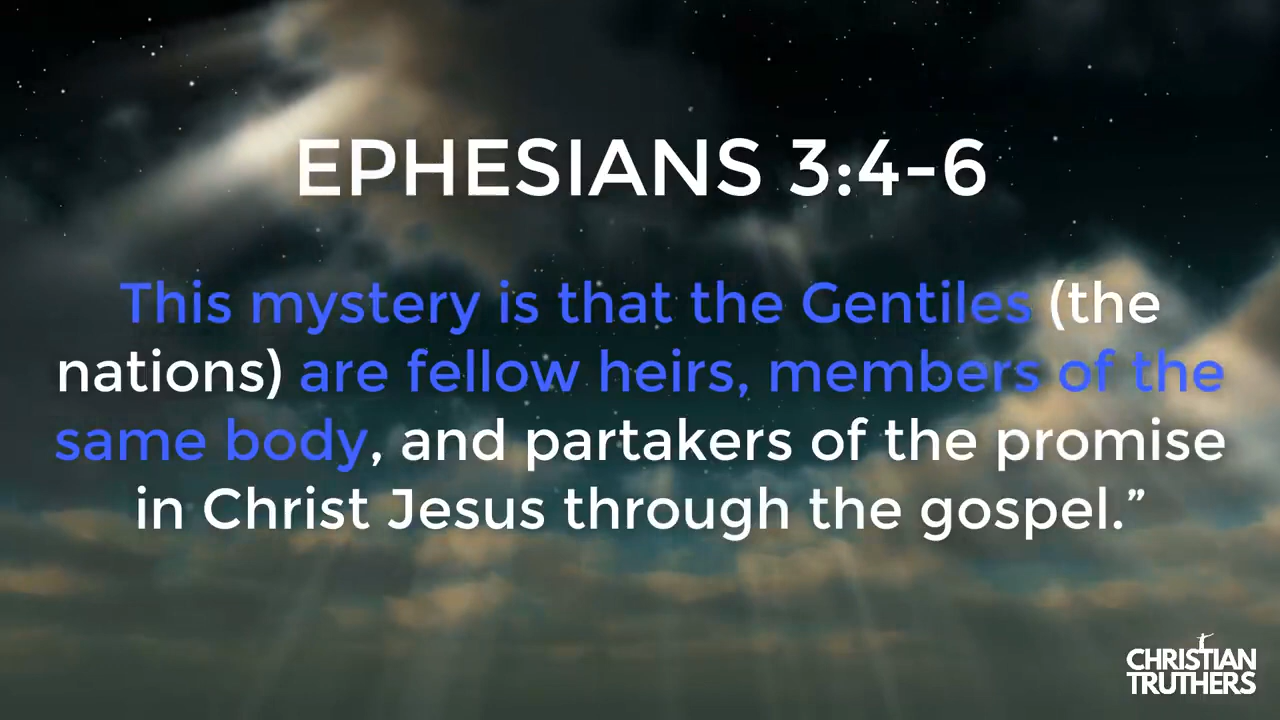 EPHESIANS 3:4-6
This mystery is that the Gentiles (the
nations) are fellow heirs, members of the
same body, and partakers of the promise
in Christ Jesus through the gospel.”
CHRISTIAN
TRUTHERS